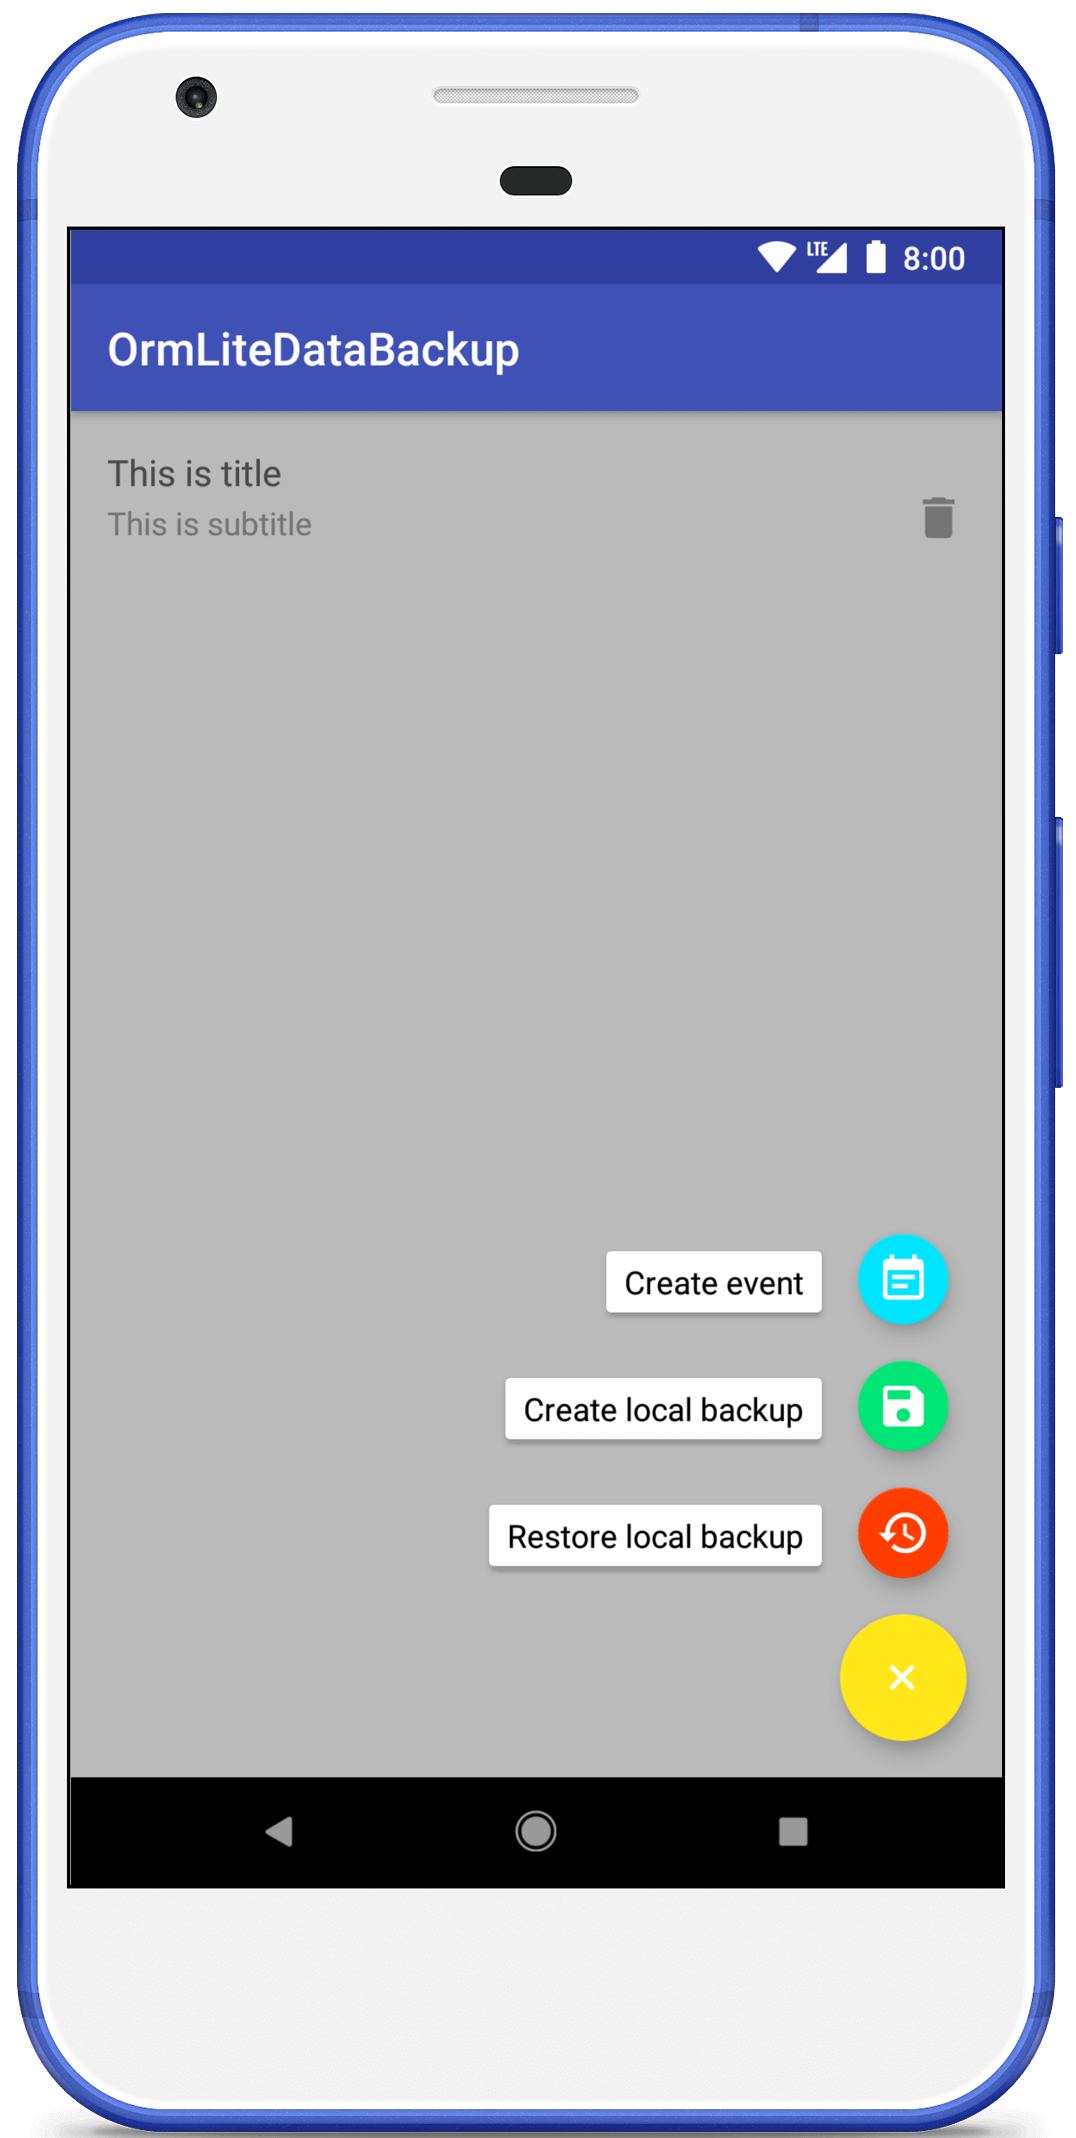 LTE 8:00
OrmLiteDataBackup
This is title
This is subtitle
Create event
Create local backup
Restore local backup